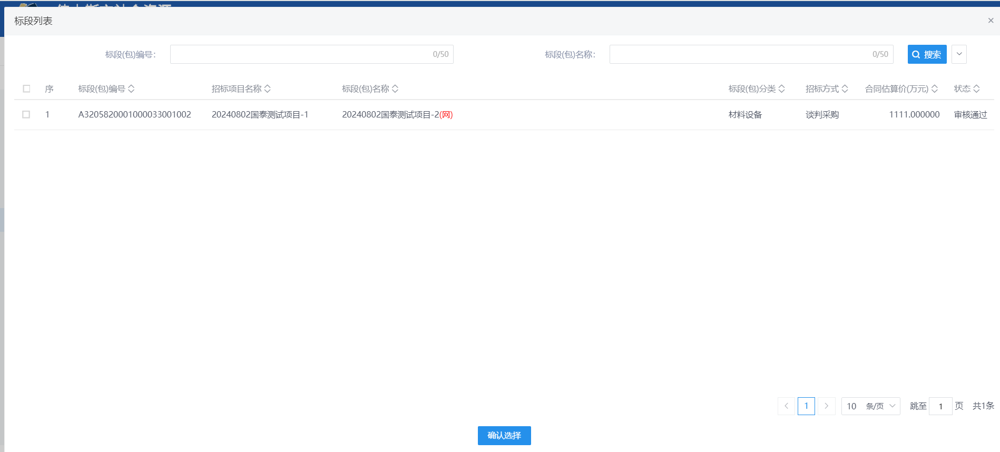 标段列表
标段(包)编号： 0/50 标段(包)名称： 0/50 搜索
序 标段(包)编号 招标项目名称 标段(包)名称 标段(包)分类 招标方式 合同估算价(万元) 状态
1 A3205820001000033001002 20240802国泰测试项目-1 20240802国泰测试项目-2(网) 材料设备 谈判采购 1111.000000 审核通过
1 10 条/页 跳至 1 页 共1条
确认选择